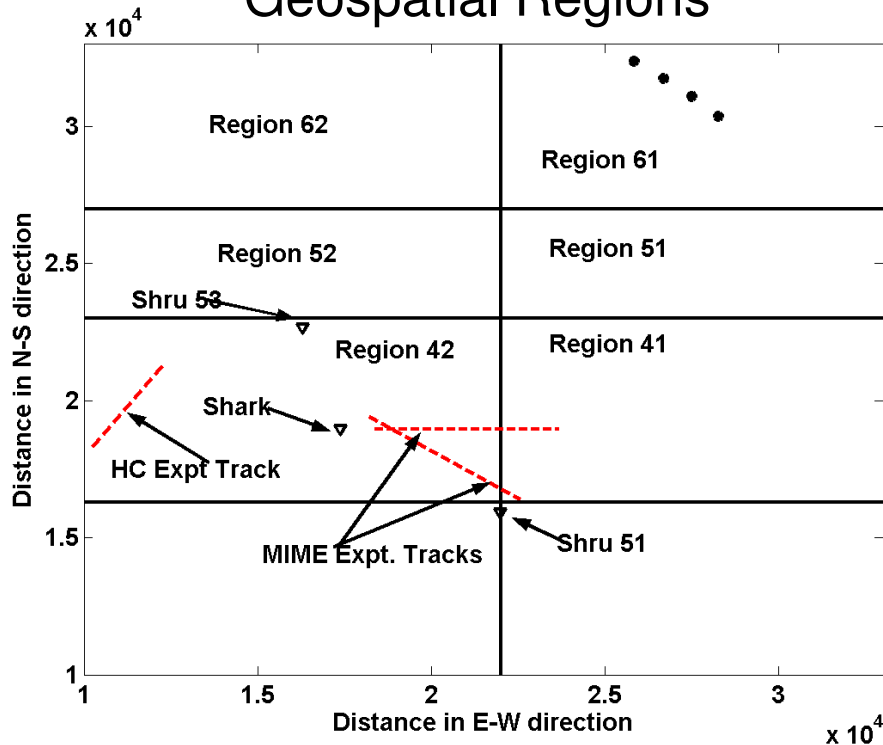 Geospatial Regions
x 10^4
Region 62
3
Region 61
Region 52
Region 51
2.5
Shru 53
Region 42
Region 41
2
Shark
HC Expt Track
1.5
MIME Expt. Tracks
Shru 51
1
1
1.5
2
2.5
3
Distance in E-W direction
x 10^4
Distance in N-S direction